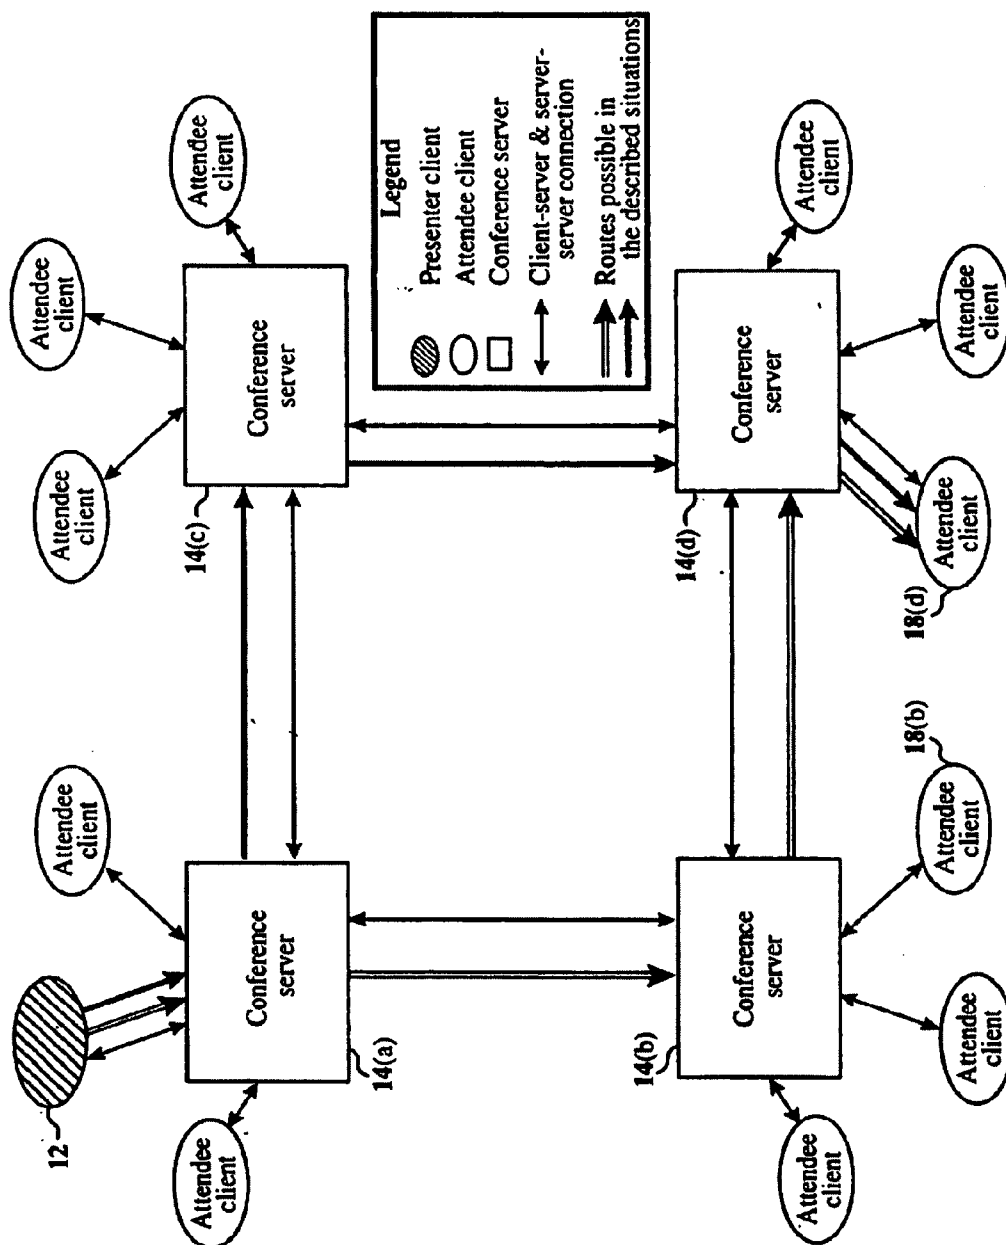 12
Attendee
client
Attendee
client
Attendee
client
Attendee
client
Conference
server
14(a)
14(c)
Conference
server
Attendee
client
Legend
Presenter client
Attendee client
Conference server
Client-server & server-
server connection
Routes possible in
the described situations
Attendee
client
14(b)
Conference
server
14(d)
Conference
server
Attendee
client
Attendee
client
Attendee
client
18(b)
18(d)
Attendee
client
Attendee
client